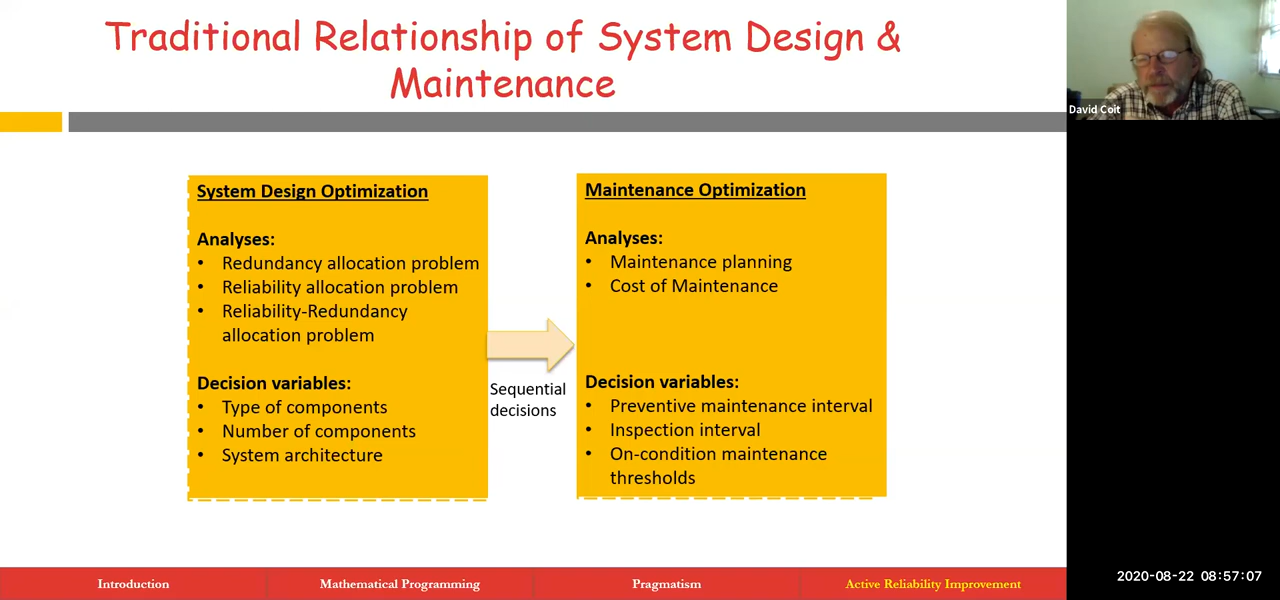 Traditional Relationship of System Design &
Maintenance
David Coit
System Design Optimization
Analyses:
• Redundancy allocation problem
• Reliability allocation problem
• Reliability-Redundancy
allocation problem
Decision variables:
• Type of components
• Number of components
• System architecture
Sequential
decisions
Maintenance Optimization
Analyses:
• Maintenance planning
• Cost of Maintenance
Decision variables:
• Preventive maintenance interval
• Inspection interval
• On-condition maintenance
thresholds
Introduction
Mathematical Programming
Pragmatism
Active Reliability Improvement
2020-08-22 08:57:07